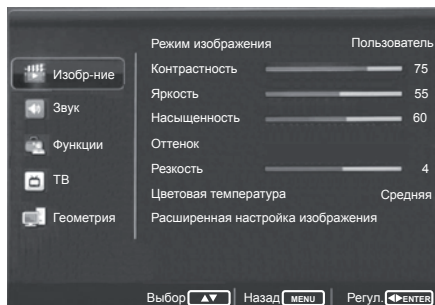 Режим изображения Пользователь
Изобр-ние
Контрастность 75
Яркость 55
Звук
Насыщенность 60
Функции
Оттенок
Резкость 4
ТВ
Цветовая температура Средняя
Геометрия
Расширенная настройка изображения
Выбор ▲▼ Назад MENU Регул. ◀▶ENTER